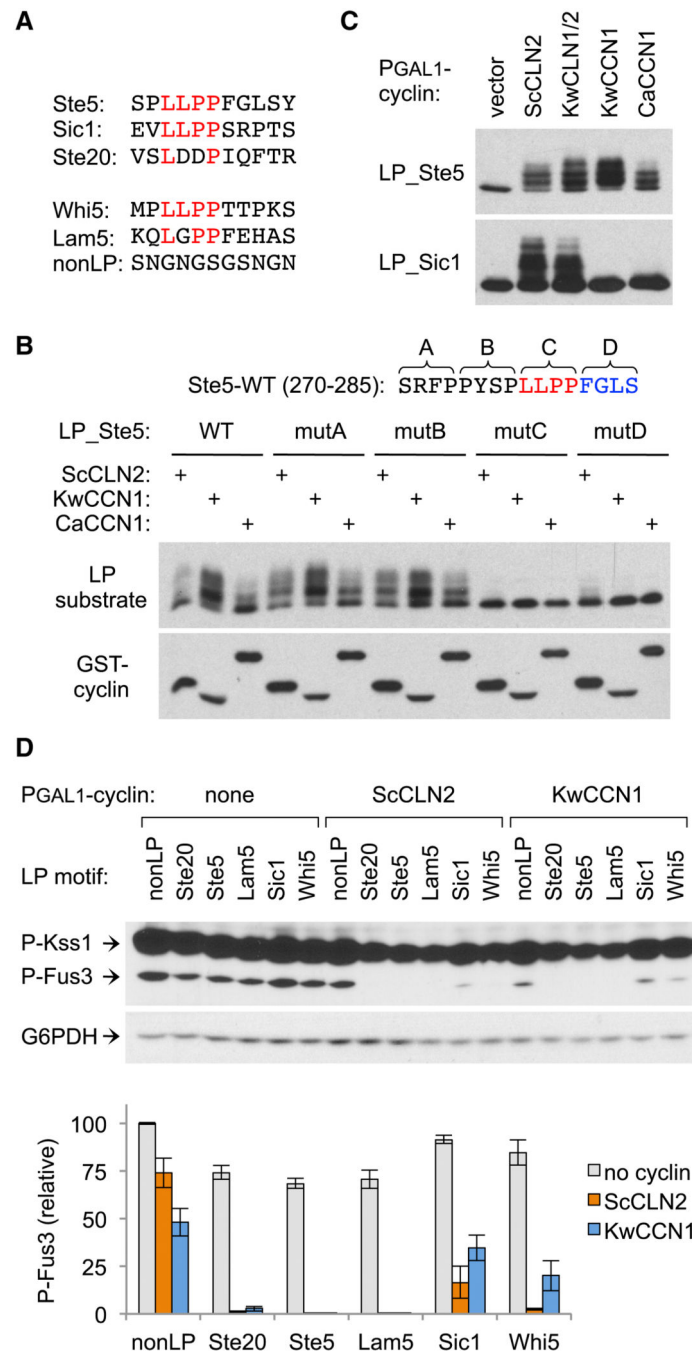 A
Ste5: SPLLPPFGLSY
Sic1: EVLLPPSRPTS
Ste20: VSLDDPIQFTR
Whi5: MPLLPPTTPKS
Lam5: KQLGPPFEHAS
nonLP: SNGNGSGSNGN
C
PGAL1-
cyclin:
vector
ScCLN2
KwCLN1/2
KwCCN1
CaCCN1
LP_Ste5
LP_Sic1
B
A B C D
Ste5-WT (270-285): SRFPPYSPLLPPFGLS
LP_Ste5: WT mutA mutB mutC mutD
ScCLN2: + + + + +
KwCCN1: + + + + +
CaCCN1: + + + + +
LP
substrate
GST-
cyclin
D
PGAL1-cyclin: none ScCLN2 KwCCN1
LP motif: nonLP Ste20 Ste5 Lam5 Sic1 Whi5 nonLP Ste20 Ste5 Lam5 Sic1 Whi5 nonLP Ste20 Ste5 Lam5 Sic1 Whi5
P-Kss1 →
P-Fus3 →
G6PDH →
P-Fus3 (relative)
100
75
50
25
0
no cyclin
ScCLN2
KwCCN1
nonLP Ste20 Ste5 Lam5 Sic1 Whi5